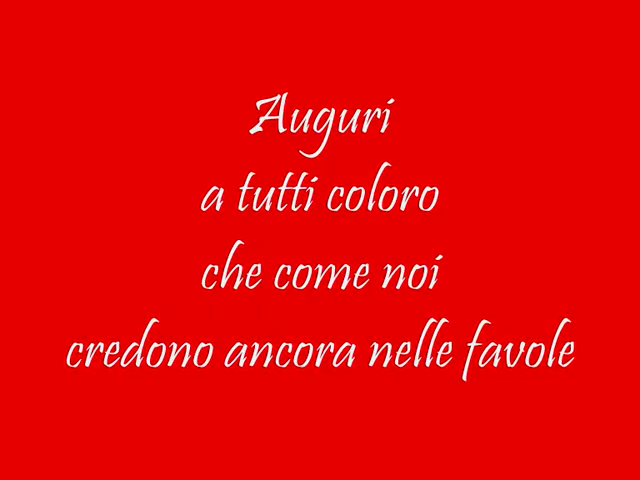 Auguri
a tutti coloro
che come noi
credono ancora nelle favole